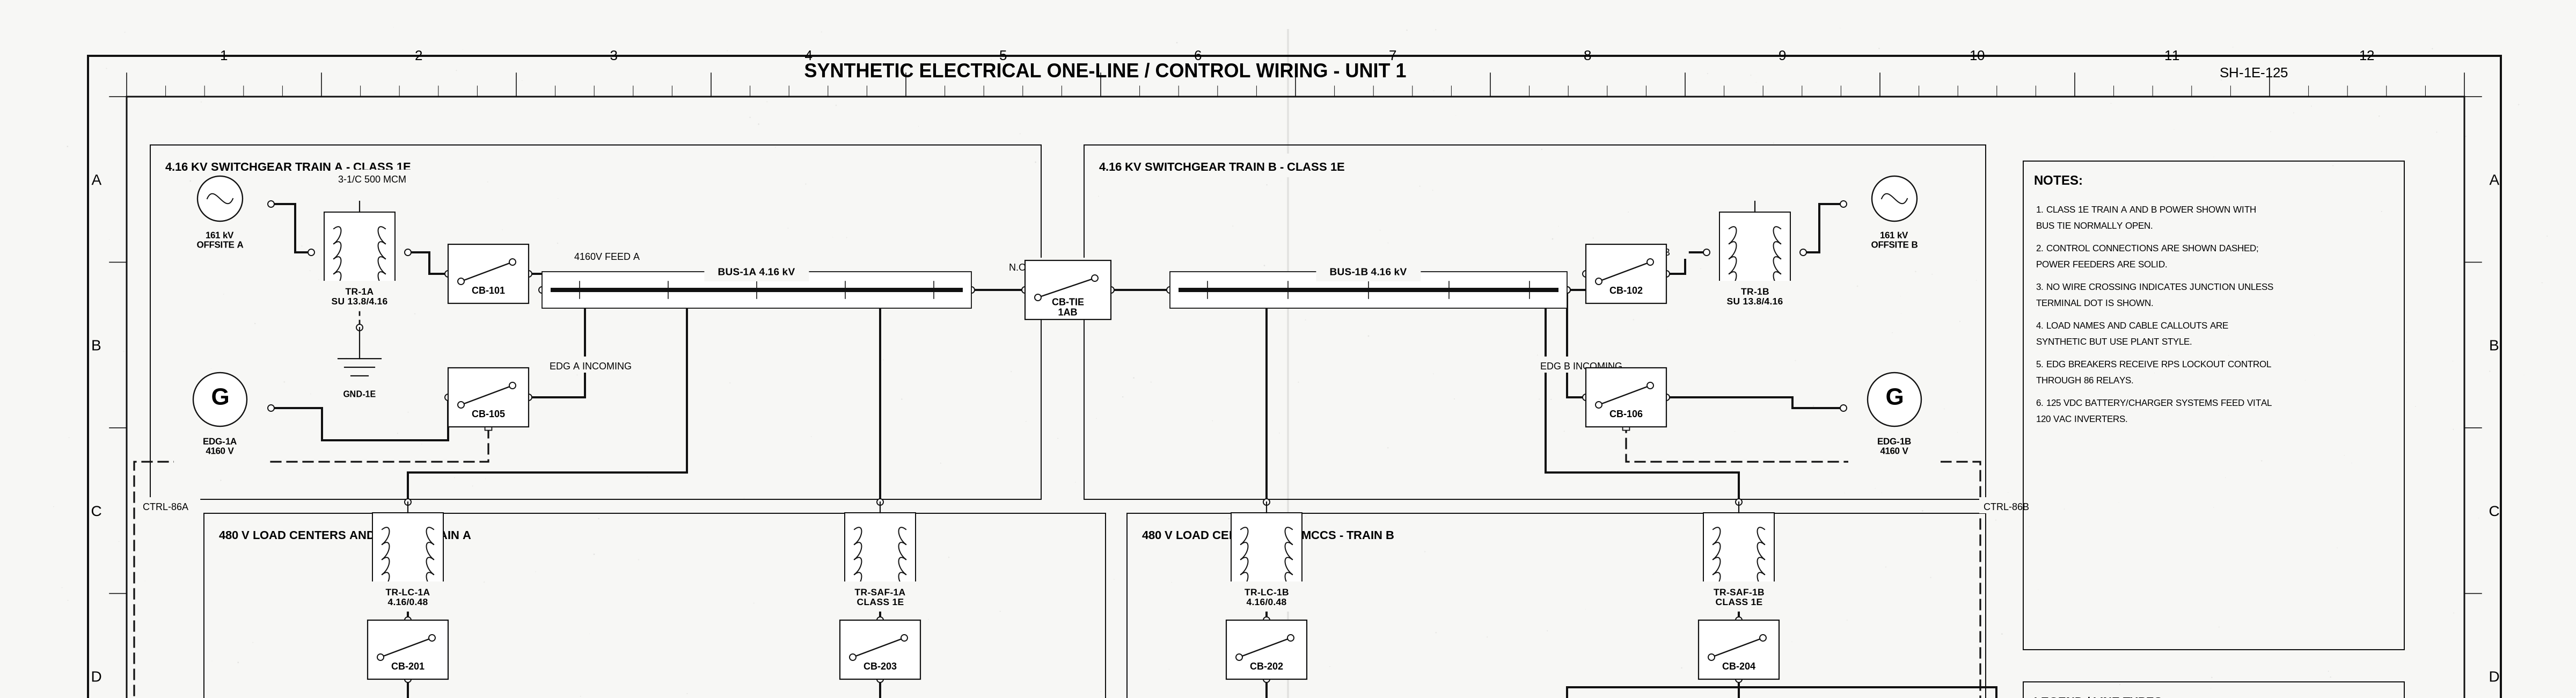 1 2 3 4 5 6 7 8 9 10 11 12
SYNTHETIC ELECTRICAL ONE-LINE / CONTROL WIRING - UNIT 1
SH-1E-125
A
A
B
B
C
C
D
D
4.16 KV SWITCHGEAR TRAIN A - CLASS 1E
3-1/C 500 MCM
161 kV
OFFSITE A
TR-1A
SU 13.8/4.16
GND-1E
CB-101
4160V FEED A
BUS-1A 4.16 kV
EDG A INCOMING
CB-105
G
EDG-1A
4160 V
CTRL-86A
CB-TIE
1AB
4.16 KV SWITCHGEAR TRAIN B - CLASS 1E
BUS-1B 4.16 kV
CB-102
TR-1B
SU 13.8/4.16
161 kV
OFFSITE B
EDG B INCOMING
CB-106
G
EDG-1B
4160 V
CTRL-86B
480 V LOAD CENTERS AND
TR-LC-1A
4.16/0.48
CB-201
TR-SAF-1A
CLASS 1E
CB-203
480 V LOAD MCCS - TRAIN B
TR-LC-1B
4.16/0.48
CB-202
TR-SAF-1B
CLASS 1E
CB-204
NOTES:
1. CLASS 1E TRAIN A AND B POWER SHOWN WITH
BUS TIE NORMALLY OPEN.
2. CONTROL CONNECTIONS ARE SHOWN DASHED;
POWER FEEDERS ARE SOLID.
3. NO WIRE CROSSING INDICATES JUNCTION UNLESS
TERMINAL DOT IS SHOWN.
4. LOAD NAMES AND CABLE CALLOUTS ARE
SYNTHETIC BUT USE PLANT STYLE.
5. EDG BREAKERS RECEIVE RPS LOCKOUT CONTROL
THROUGH 86 RELAYS.
6. 125 VDC BATTERY/CHARGER SYSTEMS FEED VITAL
120 VAC INVERTERS.